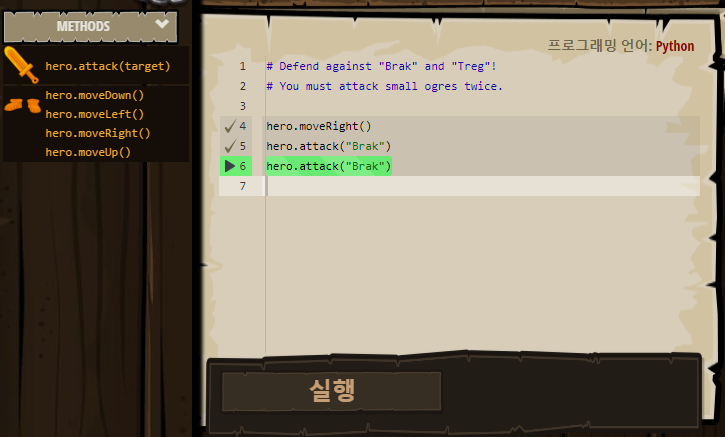 METHODS
hero.attack(target)
hero.moveDown()
hero.moveLeft()
hero.moveRight()
hero.moveUp()
프로그래밍 언어: Python
1 # Defend against "Brak" and "Treg"!
2 # You must attack small ogres twice.
3
4 hero.moveRight()
5 hero.attack("Brak")
6 hero.attack("Brak")
7
실행